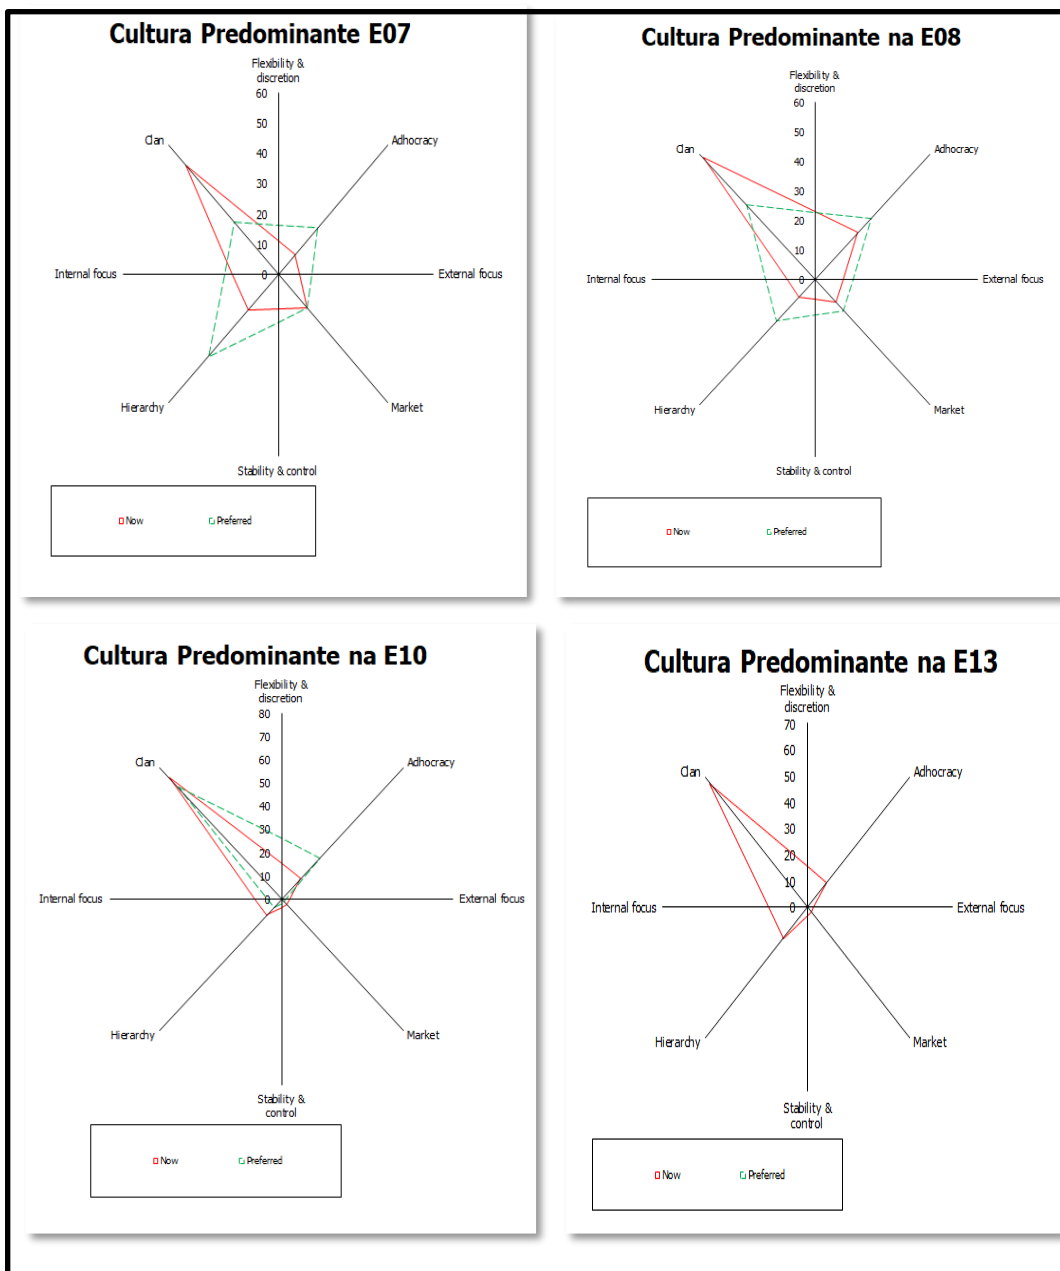 Cultura Predominante E07
Flexibility &
discretion
60
50
40
30
20
10
0
Clan
Adhocracy
Internal focus
External focus
Hierarchy
Market
Stability & control
Now
Preferred
Cultura Predominante na E08
Flexibility &
discretion
60
50
40
30
20
10
0
Clan
Adhocracy
Internal focus
External focus
Hierarchy
Market
Stability & control
Now
Preferred
Cultura Predominante na E10
Flexibility &
discretion
80
70
60
50
40
30
20
10
0
Clan
Adhocracy
Internal focus
External focus
Hierarchy
Market
Stability &
control
Now
Preferred
Cultura Predominante na E13
Flexibility &
discretion
70
60
50
40
30
20
10
0
Clan
Adhocracy
Internal focus
External focus
Hierarchy
Market
Stability &
control
Now
Preferred